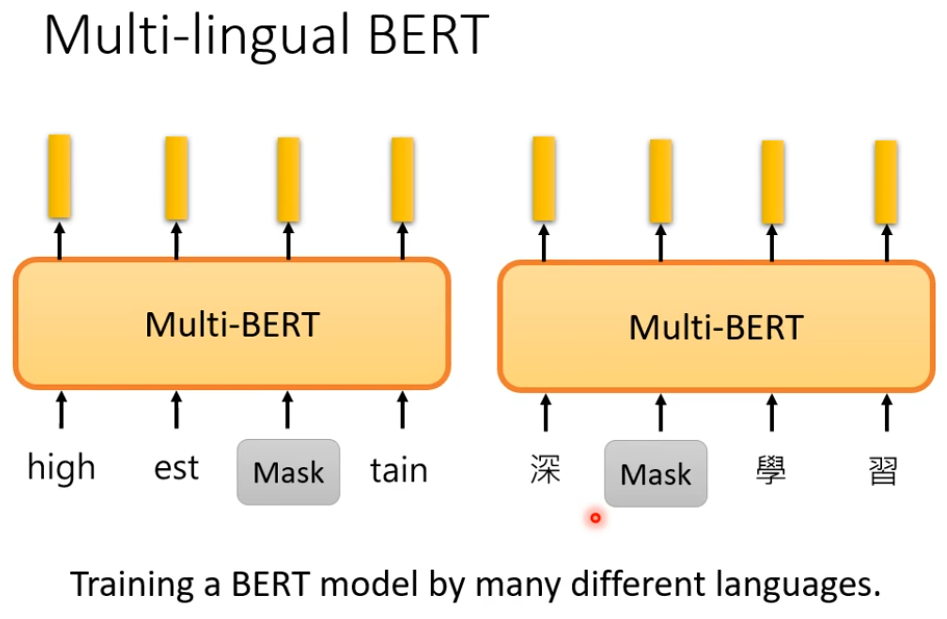 Multi-lingual BERT
Multi-BERT
Multi-BERT
high est Mask tain
深 Mask 學 習
Training a BERT model by many different languages.